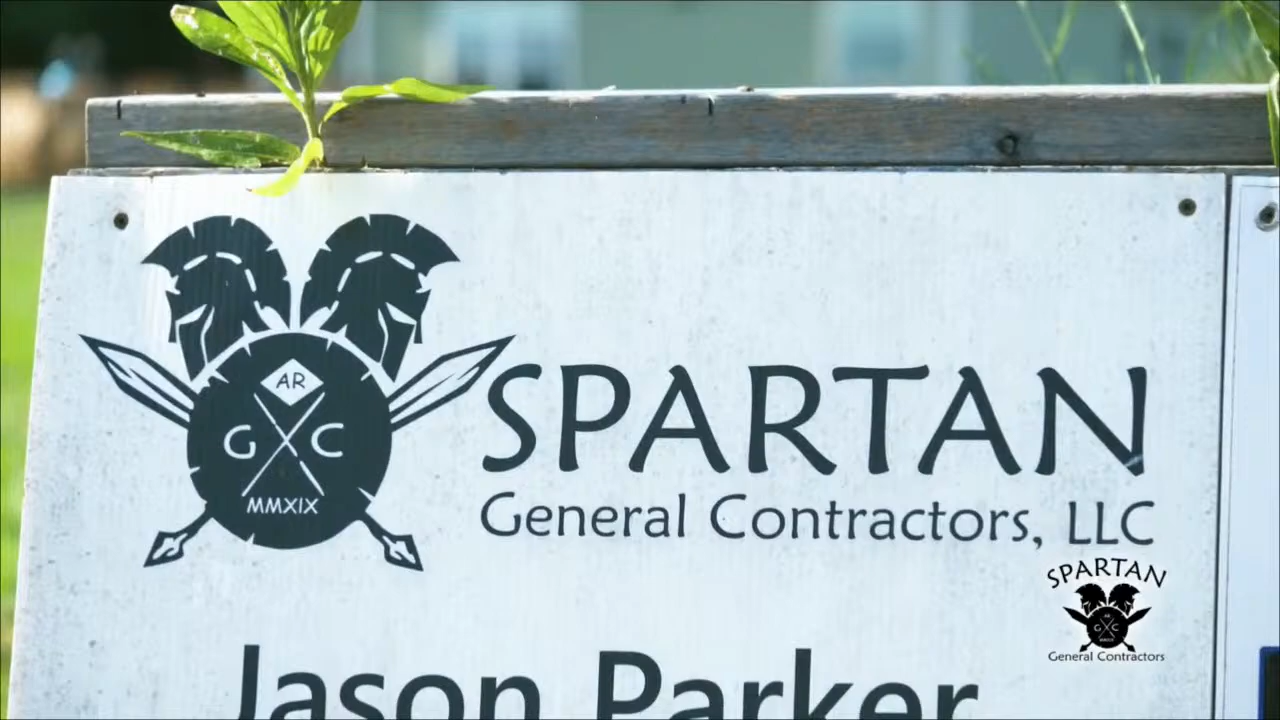 AR
G C
MMXIX
SPARTAN
General Contractors, LLC
Jason Parker
SPARTAN
G C
General Contractors